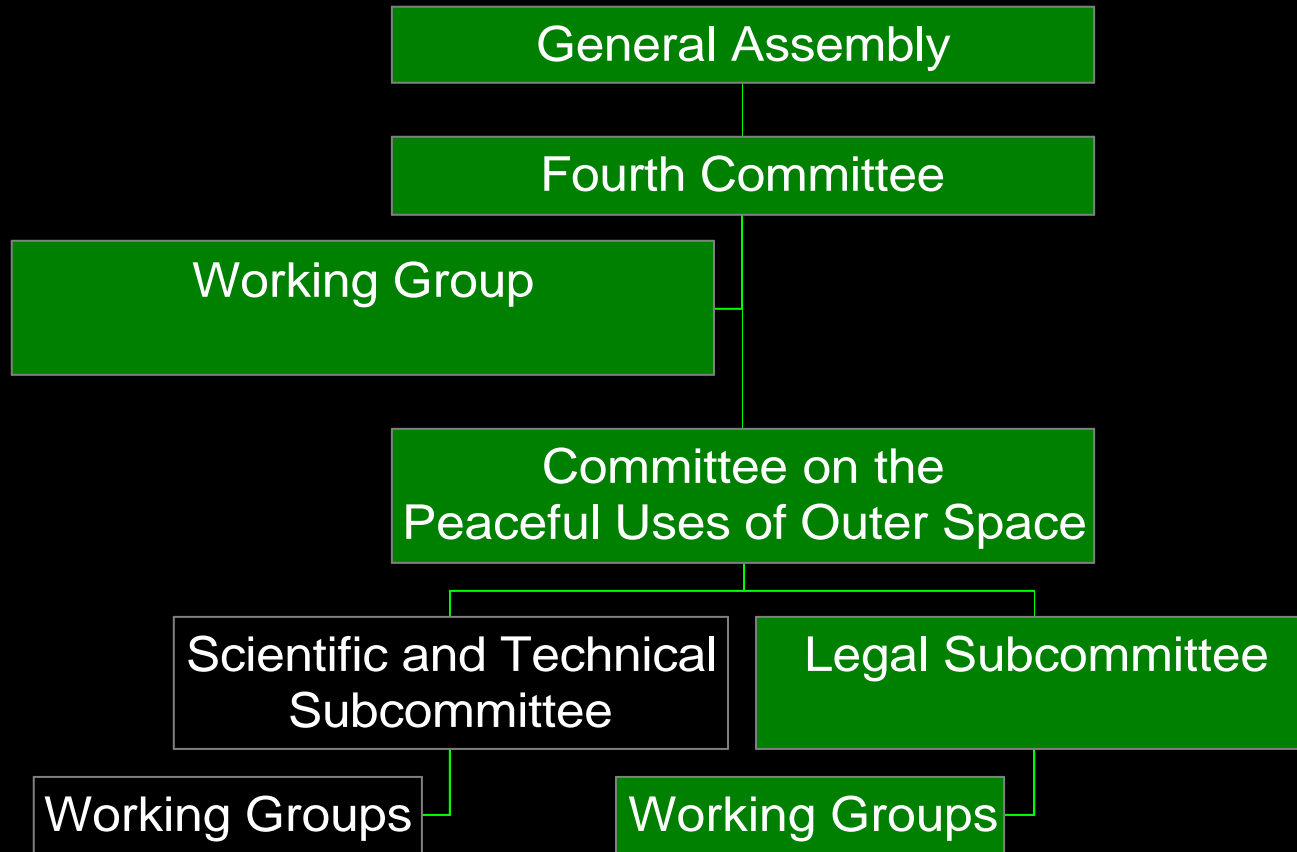 General Assembly
Fourth Committee
Working Group
Committee on the
Peaceful Uses of Outer Space
Scientific and Technical
Subcommittee
Legal Subcommittee
Working Groups
Working Groups